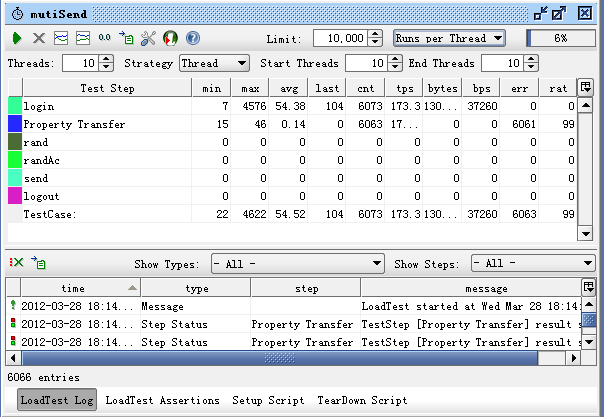 mutiSend
0.0 Limit: 10,000 Runs per Thread 6%
Threads: 10 Strategy Thread Start Threads 10 End Threads 10
Test Step min max avg last cnt tps bytes bps err rat
login 7 4576 54.38 104 6073 173.3 130... 37260 0 0
Property Transfer 15 46 0.14 0 6063 17... 0 0 6061 99
rand 0 0 0 0 0 0 0 0 0 0
randAc 0 0 0 0 0 0 0 0 0 0
send 0 0 0 0 0 0 0 0 0 0
logout 0 0 0 0 0 0 0 0 0 0
TestCase: 22 4622 54.52 104 6073 173.3 130... 37260 6063 99
Show Types: - All - Show Steps: - All -
time type step message
2012-03-28 18:14... Message LoadTest started at Wed Mar 28 18:14:
2012-03-28 18:14... Step Status Property Transfer TestStep [Property Transfer] result s
2012-03-28 18:14... Step Status Property Transfer TestStep [Property Transfer] result s
6066 entries
LoadTest Log LoadTest Assertions Setup Script TearDown Script